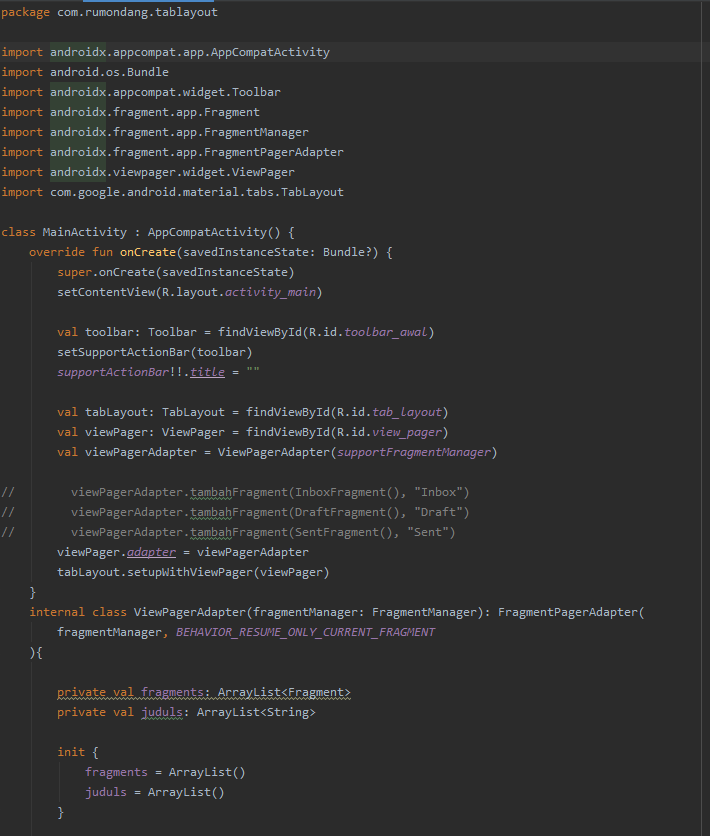 package com.rumondang.tablayout
import androidx.appcompat.app.AppCompatActivity
import android.os.Bundle
import androidx.appcompat.widget.Toolbar
import androidx.fragment.app.Fragment
import androidx.fragment.app.FragmentManager
import androidx.fragment.app.FragmentPagerAdapter
import androidx.viewpager.widget.ViewPager
import com.google.android.material.tabs.TabLayout
class MainActivity : AppCompatActivity() {
    override fun onCreate(savedInstanceState: Bundle?) {
        super.onCreate(savedInstanceState)
        setContentView(R.layout.activity_main)
        val toolbar: Toolbar = findViewById(R.id.toolbar_awal)
        setSupportActionBar(toolbar)
        supportActionBar!!.title = ""
        val tabLayout: TabLayout = findViewById(R.id.tab_layout)
        val viewPager: ViewPager = findViewById(R.id.view_pager)
        val viewPagerAdapter = ViewPagerAdapter(supportFragmentManager)
//        viewPagerAdapter.tambahFragment(InboxFragment(), "Inbox")
//        viewPagerAdapter.tambahFragment(DraftFragment(), "Draft")
//        viewPagerAdapter.tambahFragment(SentFragment(), "Sent")
        viewPager.adapter = viewPagerAdapter
        tabLayout.setupWithViewPager(viewPager)
    }
    internal class ViewPagerAdapter(fragmentManager: FragmentManager): FragmentPagerAdapter(
        fragmentManager, BEHAVIOR_RESUME_ONLY_CURRENT_FRAGMENT
    ){
        private val fragments: ArrayList<Fragment>
        private val juduls: ArrayList<String>
        init {
            fragments = ArrayList()
            juduls = ArrayList()
        }